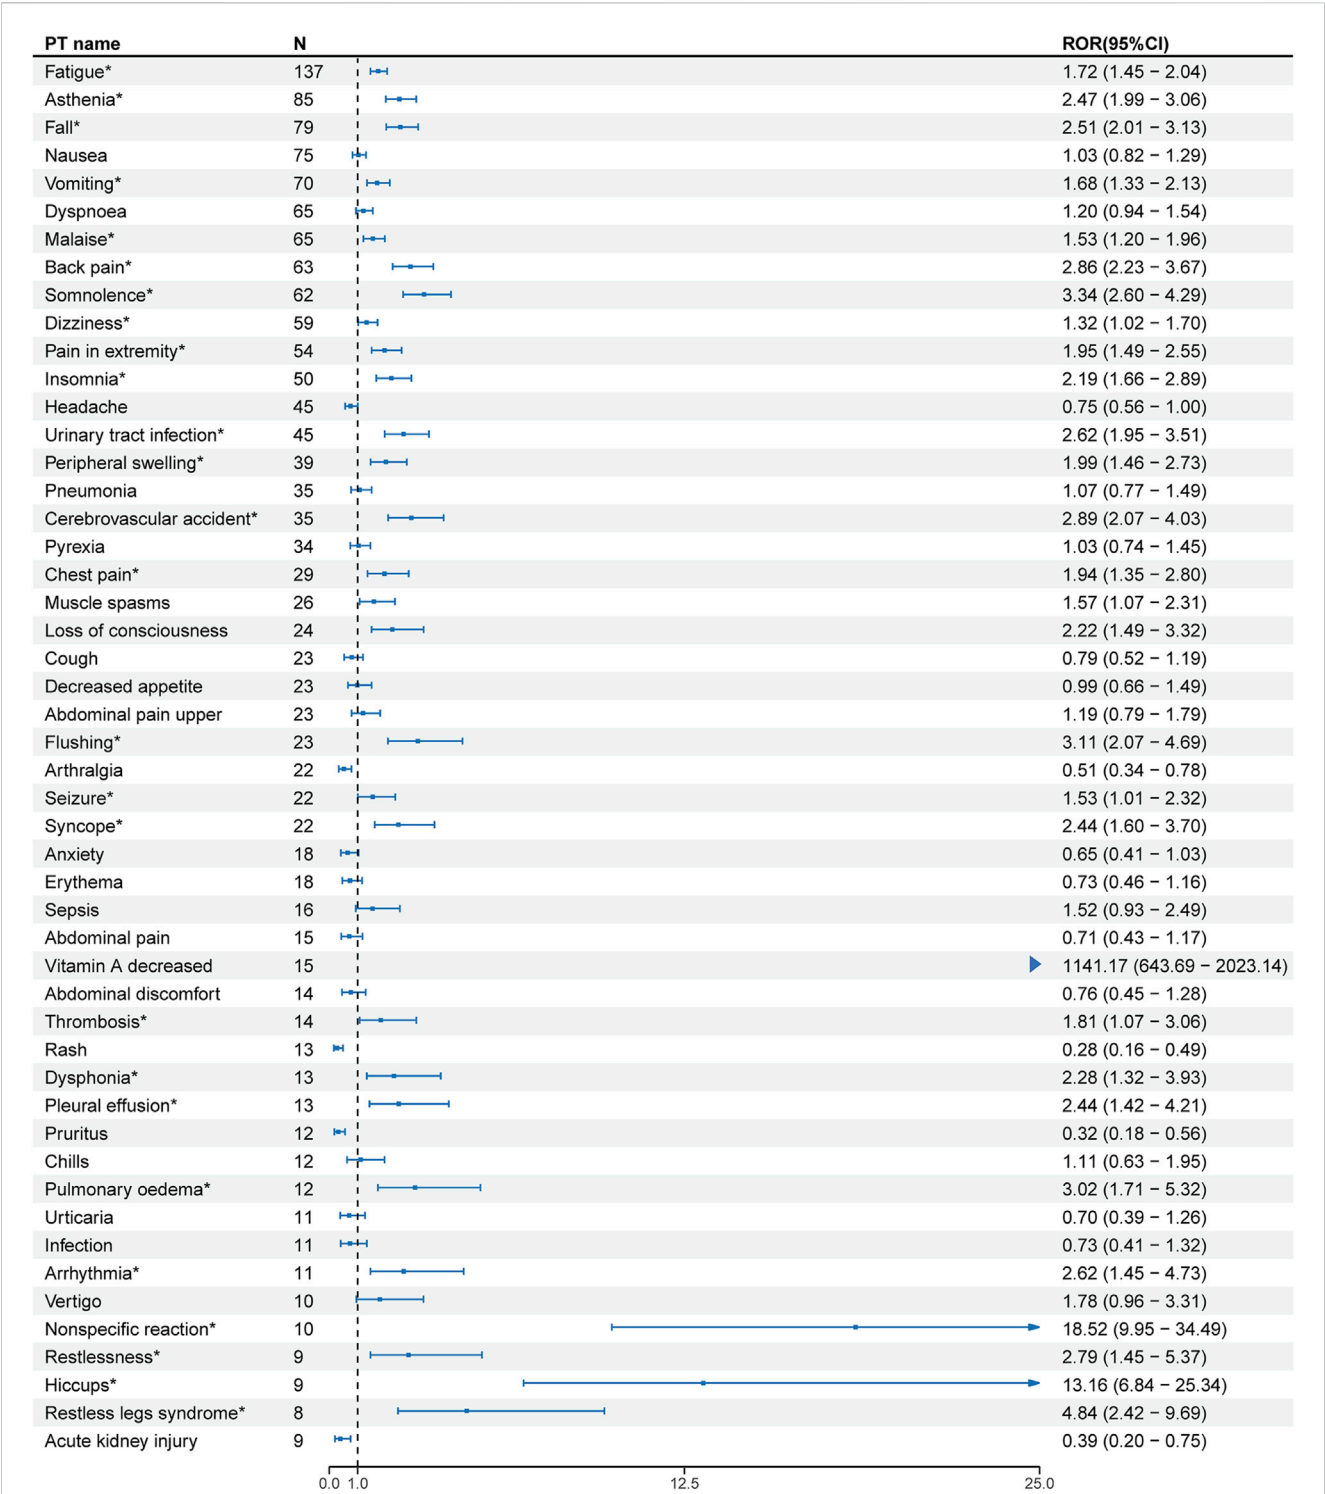 PT name N ROR(95%CI)
Fatigue* 137 1.72 (1.45 − 2.04)
Asthenia* 85 2.47 (1.99 − 3.06)
Fall* 79 2.51 (2.01 − 3.13)
Nausea 75 1.03 (0.82 − 1.29)
Vomiting* 70 1.68 (1.33 − 2.13)
Dyspnoea 65 1.20 (0.94 − 1.54)
Malaise* 65 1.53 (1.20 − 1.96)
Back pain* 63 2.86 (2.23 − 3.67)
Somnolence* 62 3.34 (2.60 − 4.29)
Dizziness* 59 1.32 (1.02 − 1.70)
Pain in extremity* 54 1.95 (1.49 − 2.55)
Insomnia* 50 2.19 (1.66 − 2.89)
Headache 45 0.75 (0.56 − 1.00)
Urinary tract infection* 45 2.62 (1.95 − 3.51)
Peripheral swelling* 39 1.99 (1.46 − 2.73)
Pneumonia 35 1.07 (0.77 − 1.49)
Cerebrovascular accident* 35 2.89 (2.07 − 4.03)
Pyrexia 34 1.03 (0.74 − 1.45)
Chest pain* 29 1.94 (1.35 − 2.80)
Muscle spasms 26 1.57 (1.07 − 2.31)
Loss of consciousness 24 2.22 (1.49 − 3.32)
Cough 23 0.79 (0.52 − 1.19)
Decreased appetite 23 0.99 (0.66 − 1.49)
Abdominal pain upper 23 1.19 (0.79 − 1.79)
Flushing* 23 3.11 (2.07 − 4.69)
Arthralgia 22 0.51 (0.34 − 0.78)
Seizure* 22 1.53 (1.01 − 2.32)
Syncope* 22 2.44 (1.60 − 3.70)
Anxiety 18 0.65 (0.41 − 1.03)
Erythema 18 0.73 (0.46 − 1.16)
Sepsis 16 1.52 (0.93 − 2.49)
Abdominal pain 15 0.71 (0.43 − 1.17)
Vitamin A decreased 15 1141.17 (643.69 − 2023.14)
Abdominal discomfort 14 0.76 (0.45 − 1.28)
Thrombosis* 14 1.81 (1.07 − 3.06)
Rash 13 0.28 (0.16 − 0.49)
Dysphonia* 13 2.28 (1.32 − 3.93)
Pleural effusion* 13 2.44 (1.42 − 4.21)
Pruritus 12 0.32 (0.18 − 0.56)
Chills 12 1.11 (0.63 − 1.95)
Pulmonary oedema* 12 3.02 (1.71 − 5.32)
Urticaria 11 0.70 (0.39 − 1.26)
Infection 11 0.73 (0.41 − 1.32)
Arrhythmia* 11 2.62 (1.45 − 4.73)
Vertigo 10 1.78 (0.96 − 3.31)
Nonspecific reaction* 10 18.52 (9.95 − 34.49)
Restlessness* 9 2.79 (1.45 − 5.37)
Hiccups* 9 13.16 (6.84 − 25.34)
Restless legs syndrome* 8 4.84 (2.42 − 9.69)
Acute kidney injury 9 0.39 (0.20 − 0.75)
0.0 1.0 12.5 25.0